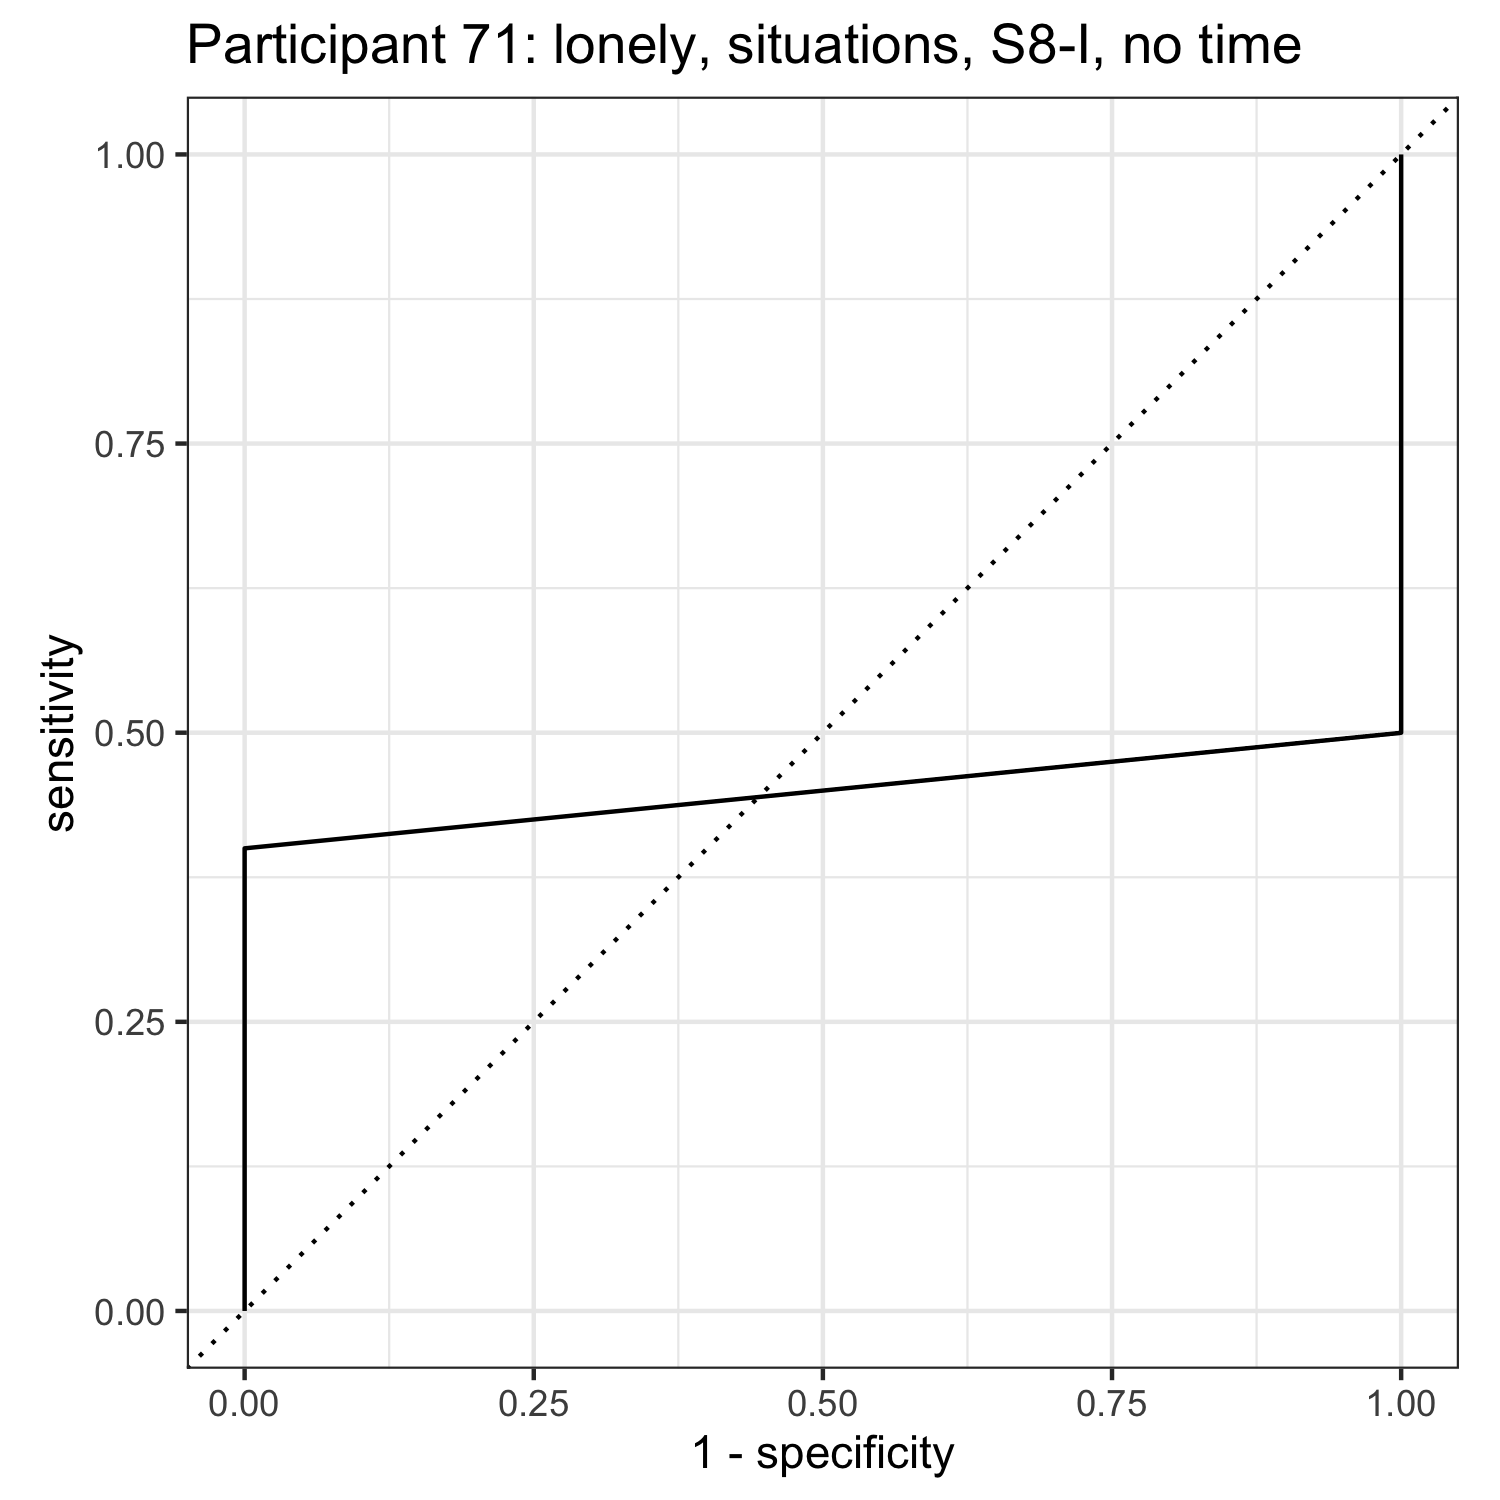 Participant 71: lonely, situations, S8-I, no time
sensitivity
1.00
0.75
0.50
0.25
0.00
0.00 0.25 0.50 0.75 1.00
1 - specificity